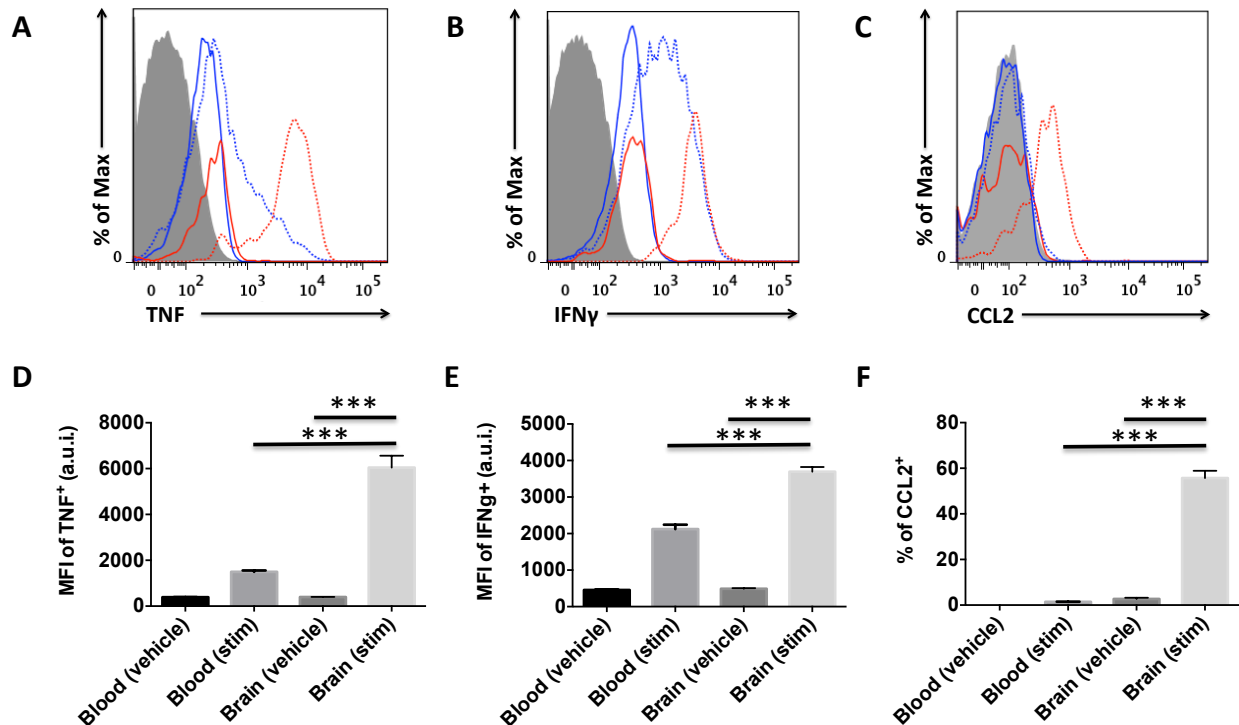 A
% of Max
0
0 10² 10³ 10⁴ 10⁵
TNF
B
% of Max
0
0 10² 10³ 10⁴ 10⁵
IFNγ
C
% of Max
0
0 10² 10³ 10⁴ 10⁵
CCL2
D
MFI of TNF⁺ (a.u.i.)
8000
6000
4000
2000
0
***
***
Blood (vehicle)
Blood (stim)
Brain (vehicle)
Brain (stim)
E
MFI of IFNg+ (a.u.i.)
5000
4000
3000
2000
1000
0
***
***
Blood (vehicle)
Blood (stim)
Brain (vehicle)
Brain (stim)
F
% of CCL2⁺
80
60
40
20
0
***
***
Blood (vehicle)
Blood (stim)
Brain (vehicle)
Brain (stim)